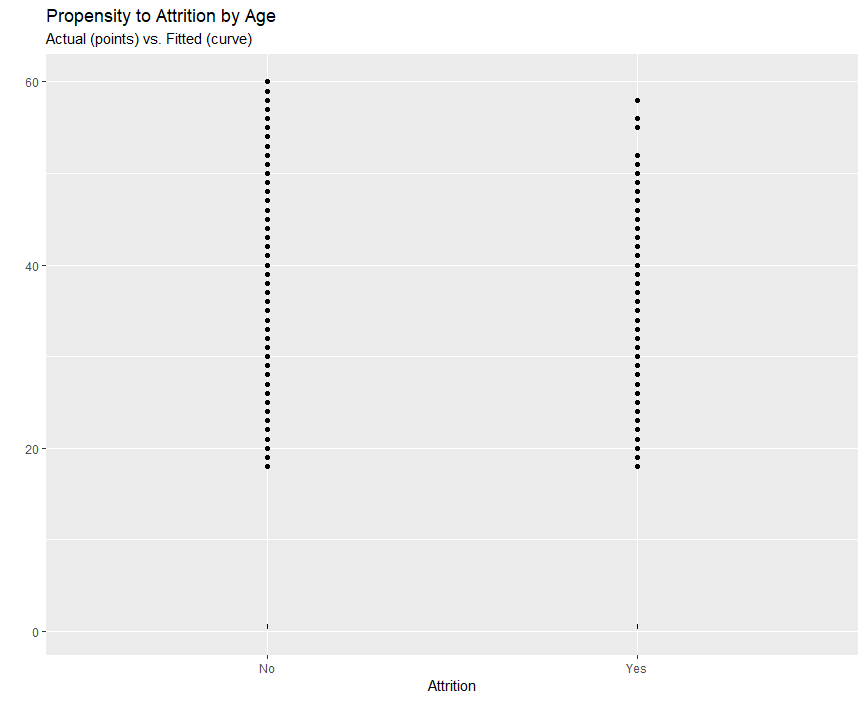 Propensity to Attrition by Age
Actual (points) vs. Fitted (curve)
60
40
20
0
No Yes
Attrition